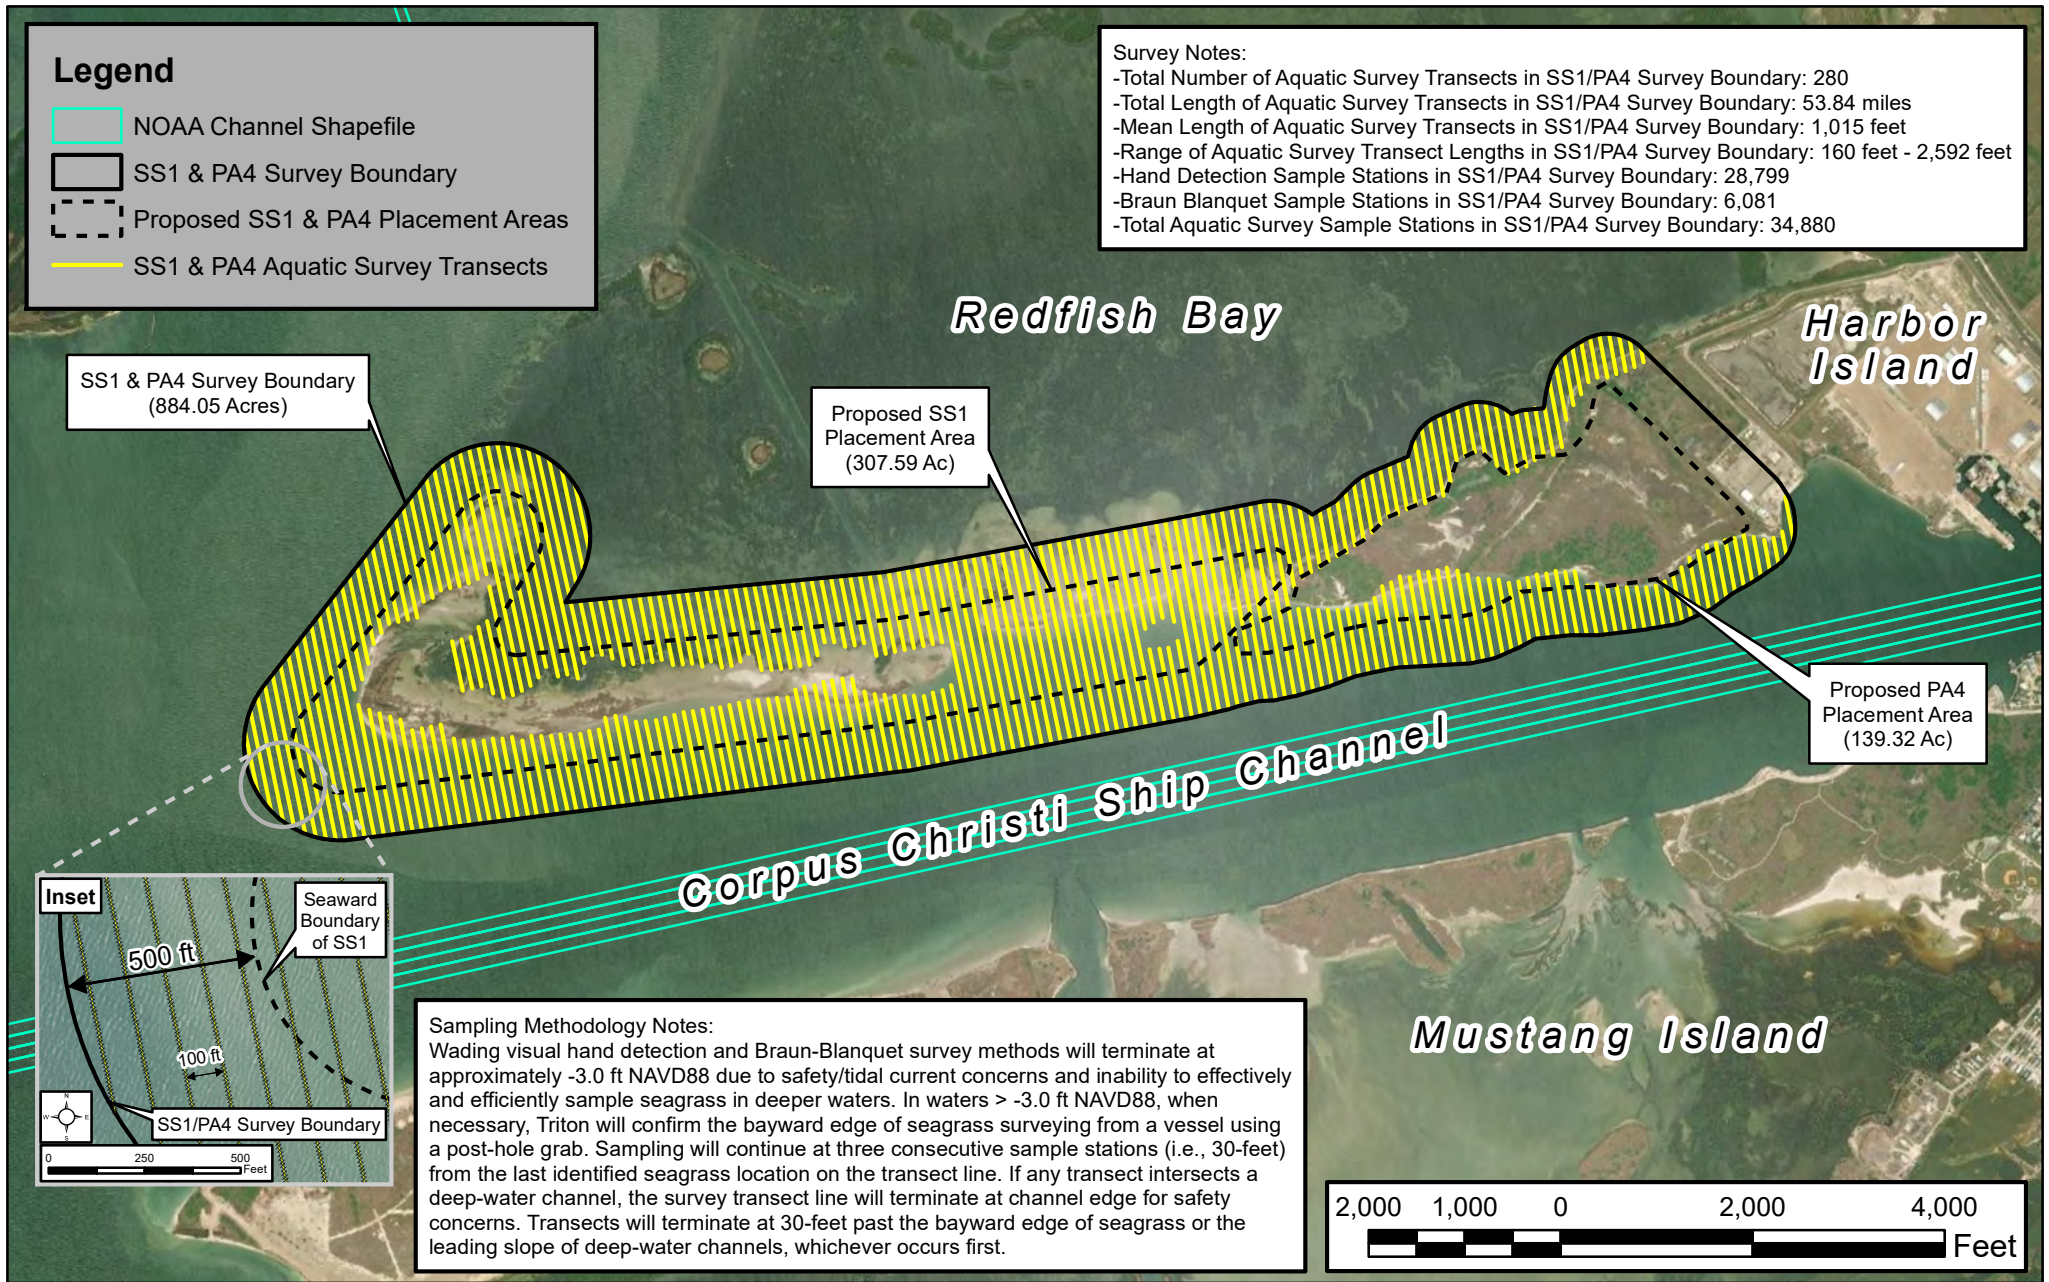 Legend
NOAA Channel Shapefile
SS1 & PA4 Survey Boundary
Proposed SS1 & PA4 Placement Areas
SS1 & PA4 Aquatic Survey Transects
Survey Notes:
-Total Number of Aquatic Survey Transects in SS1/PA4 Survey Boundary: 280
-Total Length of Aquatic Survey Transects in SS1/PA4 Survey Boundary: 53.84 miles
-Mean Length of Aquatic Survey Transects in SS1/PA4 Survey Boundary: 1,015 feet
-Range of Aquatic Survey Transect Lengths in SS1/PA4 Survey Boundary: 160 feet - 2,592 feet
-Hand Detection Sample Stations in SS1/PA4 Survey Boundary: 28,799
-Braun Blanquet Sample Stations in SS1/PA4 Survey Boundary: 6,081
-Total Aquatic Survey Sample Stations in SS1/PA4 Survey Boundary: 34,880
Redfish Bay
Harbor
Island
SS1 & PA4 Survey Boundary
(884.05 Acres)
Proposed SS1
Placement Area
(307.59 Ac)
Proposed PA4
Placement Area
(139.32 Ac)
Corpus Christi Ship Channel
Mustang Island
Inset
Seaward
Boundary
of SS1
500 ft
100 ft
SS1/PA4 Survey Boundary
N
W E
S
0 250 500
Feet
Sampling Methodology Notes:
Wading visual hand detection and Braun-Blanquet survey methods will terminate at
approximately -3.0 ft NAVD88 due to safety/tidal current concerns and inability to effectively
and efficiently sample seagrass in deeper waters. In waters > -3.0 ft NAVD88, when
necessary, Triton will confirm the bayward edge of seagrass surveying from a vessel using
a post-hole grab. Sampling will continue at three consecutive sample stations (i.e., 30-feet)
from the last identified seagrass location on the transect line. If any transect intersects a
deep-water channel, the survey transect line will terminate at channel edge for safety
concerns. Transects will terminate at 30-feet past the bayward edge of seagrass or the
leading slope of deep-water channels, whichever occurs first.
2,000 1,000 0 2,000 4,000
Feet